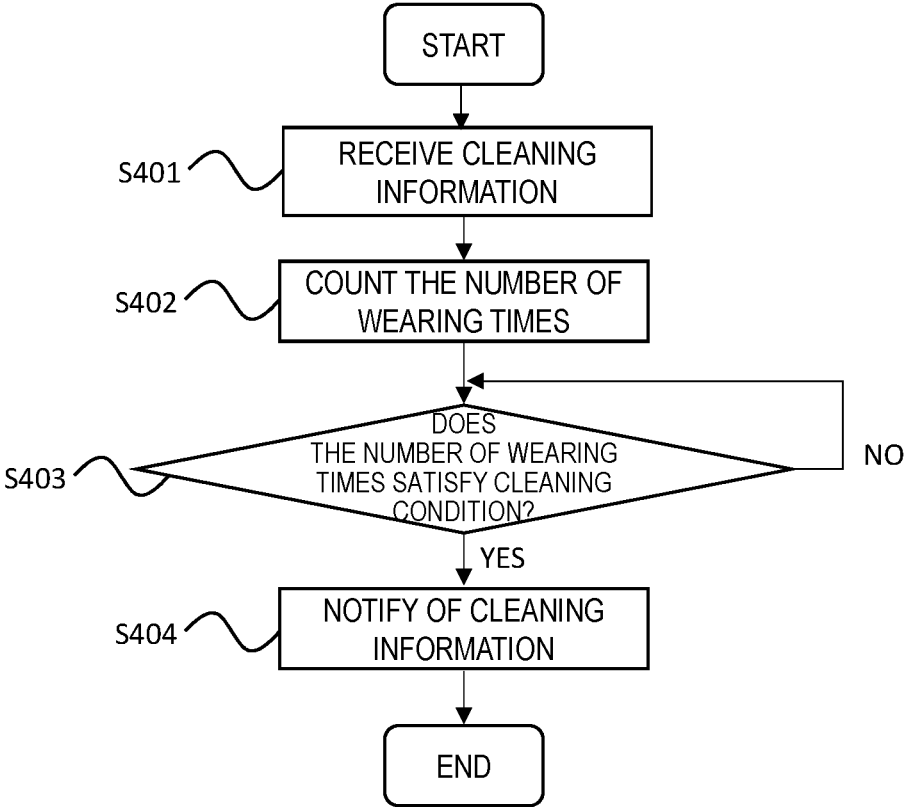 START
S401
RECEIVE CLEANING
INFORMATION
S402
COUNT THE NUMBER OF
WEARING TIMES
S403
DOES
THE NUMBER OF WEARING
TIMES SATISFY CLEANING
CONDITION?
NO
YES
S404
NOTIFY OF CLEANING
INFORMATION
END